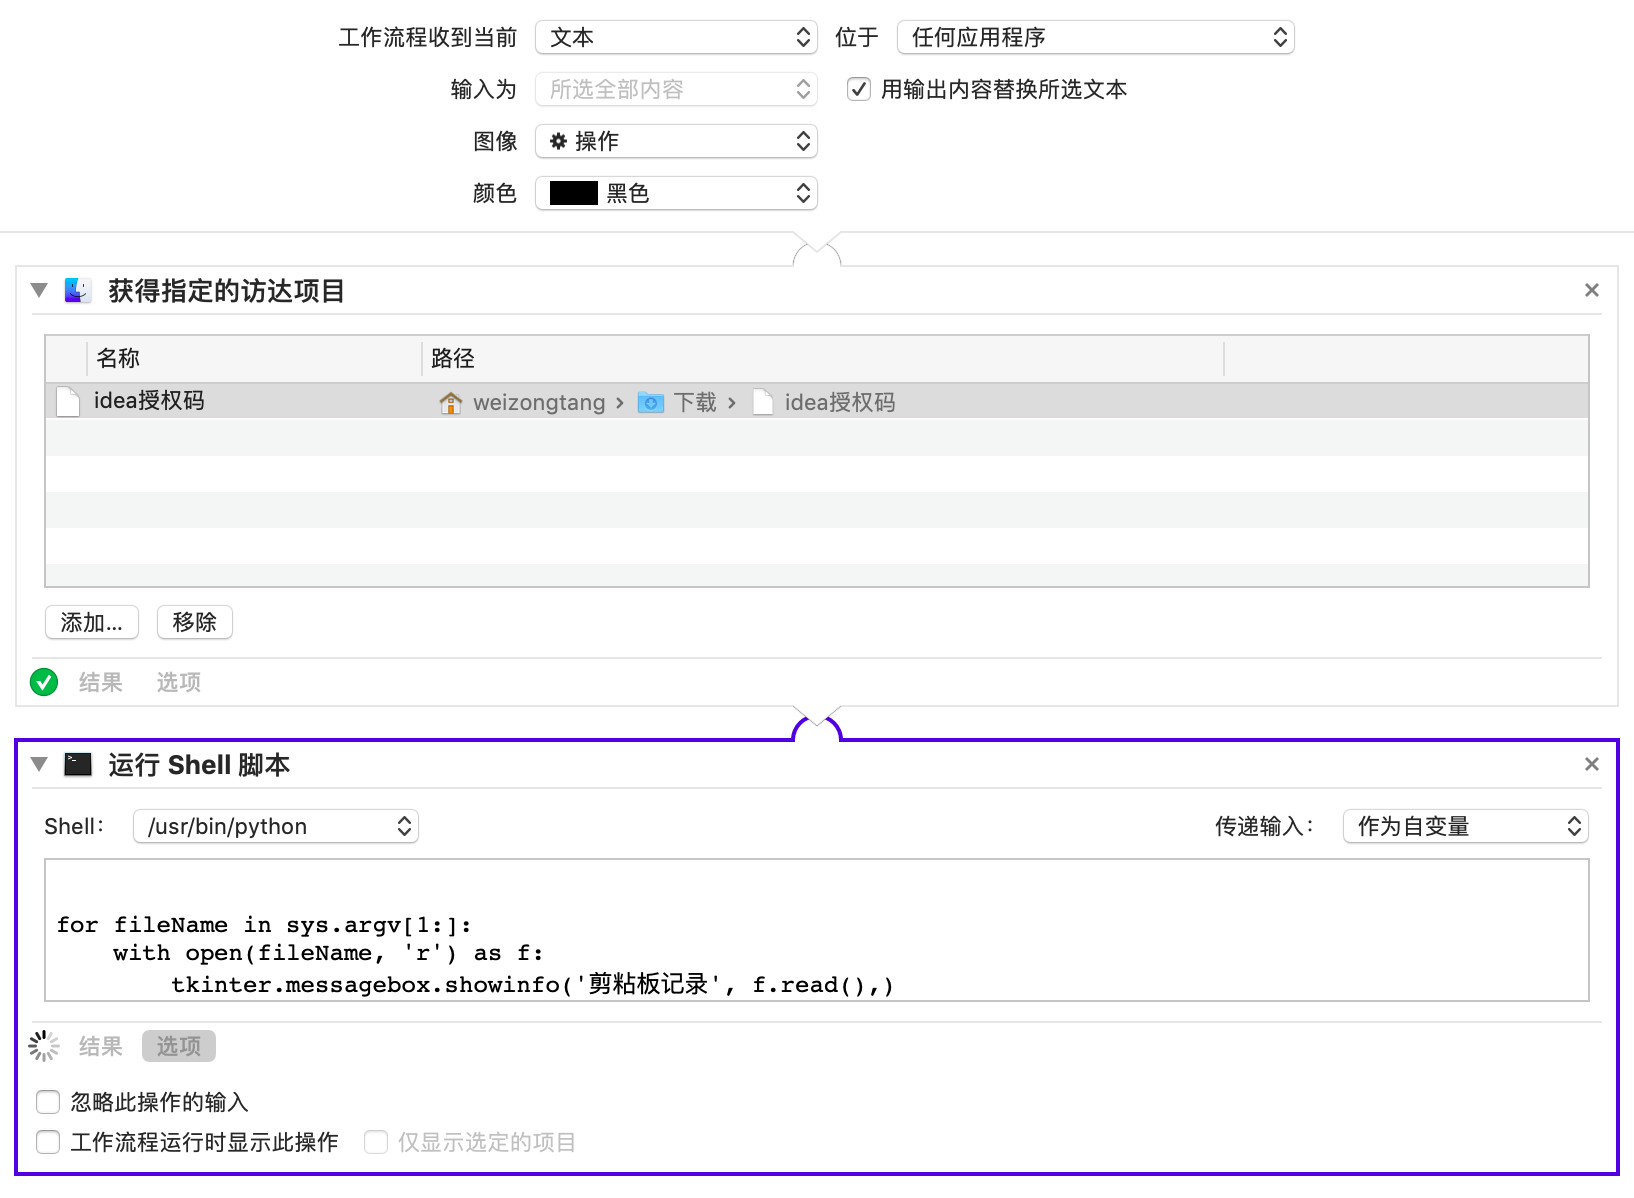 工作流程收到当前 文本 位于 任何应用程序
输入为 所选全部内容 用输出内容替换所选文本
图像 操作
颜色 黑色
获得指定的访达项目
名称 路径
idea授权码 weizongtang › 下载 › idea授权码
添加... 移除
结果 选项
运行 Shell 脚本
Shell： /usr/bin/python 传递输入： 作为自变量
for fileName in sys.argv[1:]:
with open(fileName, 'r') as f:
tkinter.messagebox.showinfo('剪粘板记录', f.read(),)
结果 选项
忽略此操作的输入
工作流程运行时显示此操作 仅显示选定的项目